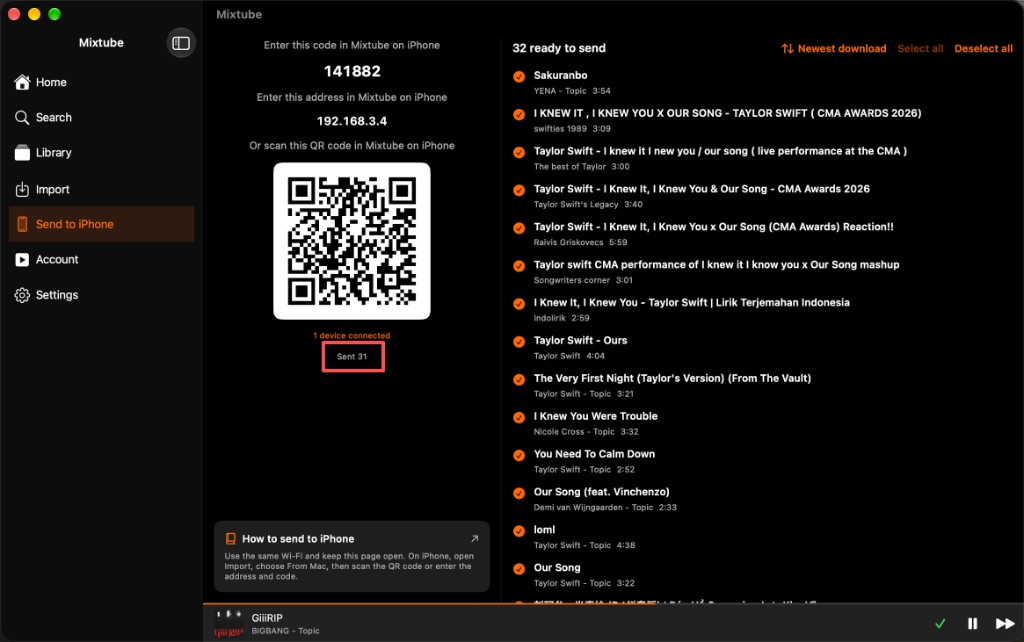 Mixtube
Home
Search
Library
Import
Send to iPhone
Account
Settings
Mixtube
Enter this code in Mixtube on iPhone
141882
Enter this address in Mixtube on iPhone
192.168.3.4
Or scan this QR code in Mixtube on iPhone
1 device connected
Sent 31
How to send to iPhone
Use the same Wi-Fi and keep this page open. On iPhone, open
Import, choose From Mac, then scan the QR code or enter the
address and code.
32 ready to send
Newest download Select all Deselect all
Sakuranbo
YENA - Topic 3:54
I KNEW IT , I KNEW YOU X OUR SONG - TAYLOR SWIFT ( CMA AWARDS 2026)
swifties 1989 3:09
Taylor Swift - I knew it I new you / our song ( live performance at the CMA )
The best of Taylor 3:00
Taylor Swift - I Knew It, I Knew You & Our Song - CMA Awards 2026
Taylor Swift's Legacy 3:40
Taylor Swift - I Knew It, I Knew You x Our Song (CMA Awards) Reaction!!
Raivis Griskovecs 5:59
Taylor swift CMA performance of I knew it I know you x Our Song mashup
Songwriters corner 3:01
I Knew It, I Knew You - Taylor Swift | Lirik Terjemahan Indonesia
Indolirik 2:59
Taylor Swift - Ours
Taylor Swift 4:04
The Very First Night (Taylor's Version) (From The Vault)
Taylor Swift - Topic 3:21
I Knew You Were Trouble
Nicole Cross - Topic 3:32
You Need To Calm Down
Taylor Swift - Topic 2:52
Our Song (feat. Vinchenzo)
Demi van Wijngaarden - Topic 2:33
loml
Taylor Swift - Topic 4:38
Our Song
Taylor Swift - Topic 3:22
GiiiRIP
BIGBANG - Topic